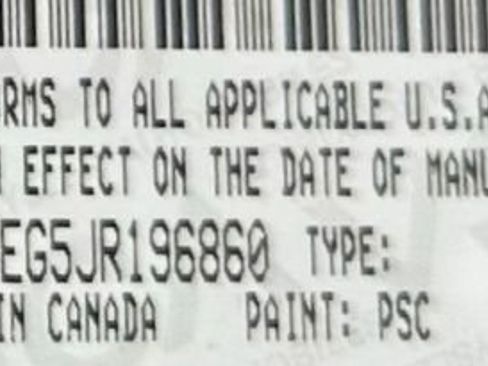 RMS TO ALL APPLICABLE U.S.A
EFFECT ON THE DATE OF MANU
EG5JR196860 TYPE:
IN CANADA PAINT: PSC